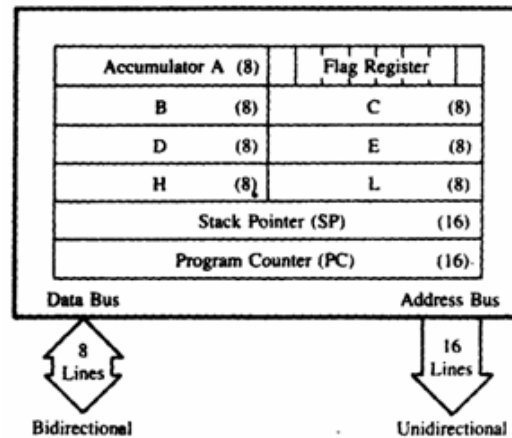 Accumulator A (8) Flag Register
B (8) C (8)
D (8) E (8)
H (8) L (8)
Stack Pointer (SP) (16)
Program Counter (PC) (16)
Data Bus Address Bus
8 Lines 16 Lines
Bidirectional Unidirectional